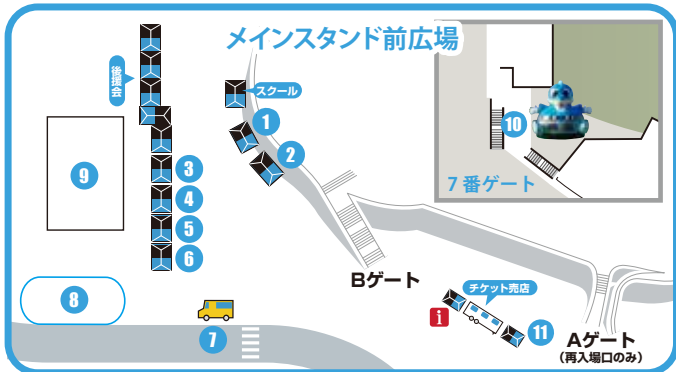 メインスタンド前広場
後援会
スクール
1
2
3
4
5
6
7
8
9
10
7番ゲート
Bゲート
チケット売店
i
11
Aゲート
(再入場口のみ)